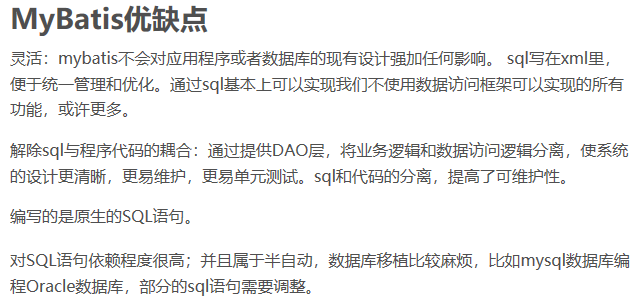 MyBatis优缺点
灵活：mybatis不会对应用程序或者数据库的现有设计强加任何影响。 sql写在xml里，
便于统一管理和优化。通过sql基本上可以实现我们不使用数据访问框架可以实现的所有
功能，或许更多。
解除sql与程序代码的耦合：通过提供DAO层，将业务逻辑和数据访问逻辑分离，使系统
的设计更清晰，更易维护，更易单元测试。sql和代码的分离，提高了可维护性。
编写的是原生的SQL语句。
对SQL语句依赖程度很高；并且属于半自动，数据库移植比较麻烦，比如mysql数据库编
程Oracle数据库，部分的sql语句需要调整。